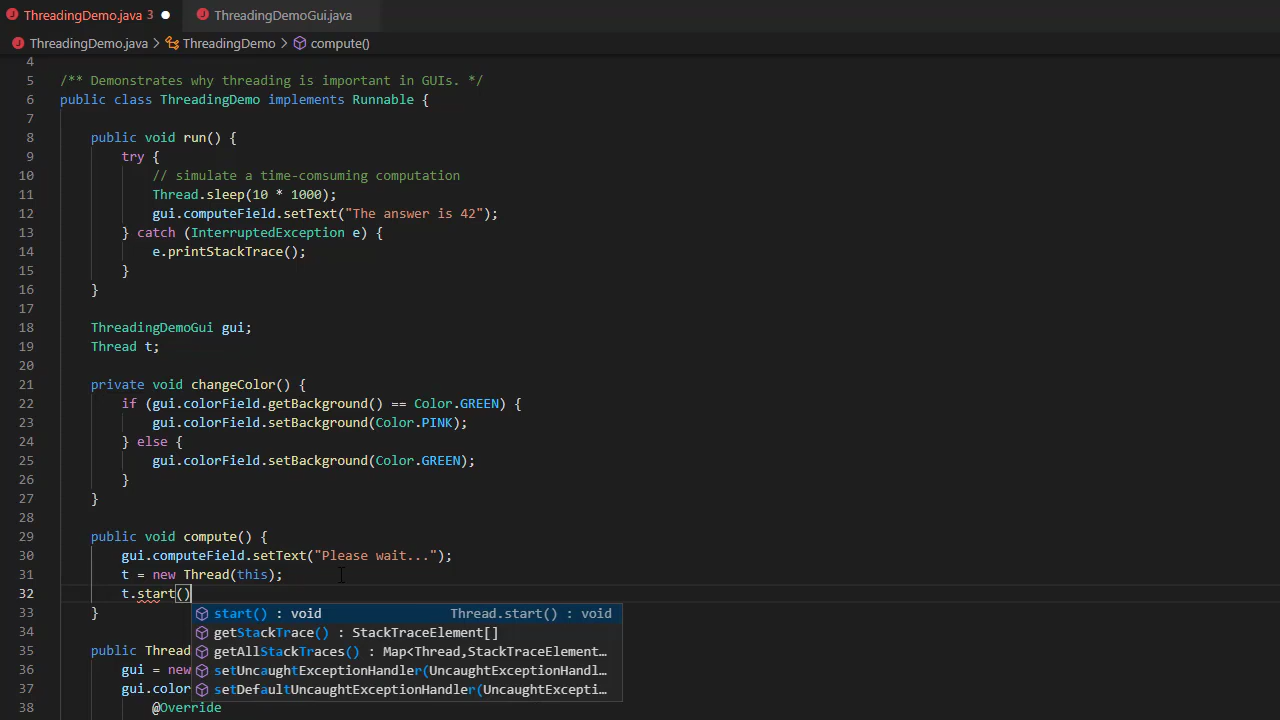 ThreadingDemo.java 3 ThreadingDemoGui.java
ThreadingDemo.java ThreadingDemo compute()
4
5 /** Demonstrates why threading is important in GUIs. */
6 public class ThreadingDemo implements Runnable {
7
8 public void run() {
9 try {
10 // simulate a time-comsuming computation
11 Thread.sleep(10 * 1000);
12 gui.computeField.setText("The answer is 42");
13 } catch (InterruptedException e) {
14 e.printStackTrace();
15 }
16 }
17
18 ThreadingDemoGui gui;
19 Thread t;
20
21 private void changeColor() {
22 if (gui.colorField.getBackground() == Color.GREEN) {
23 gui.colorField.setBackground(Color.PINK);
24 } else {
25 gui.colorField.setBackground(Color.GREEN);
26 }
27 }
28
29 public void compute() {
30 gui.computeField.setText("Please wait...");
31 t = new Thread(this);
32 t.start()
33 }
start() : void Thread.start() : void
34
getStackTrace() : StackTraceElement[]
35 public Thread
getAllStackTraces() : Map<Thread,StackTraceElement...
36 gui = new
setUncaughtExceptionHandler(UncaughtExceptionHandl...
37 gui.color
setDefaultUncaughtExceptionHandler(UncaughtExcepti...
38 @Override